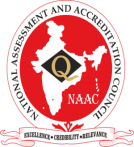 NATIONAL ASSESSMENT AND ACCREDITATION COUNCIL
Q
NAAC
EXCELLENCE • CREDIBILITY • RELEVANCE